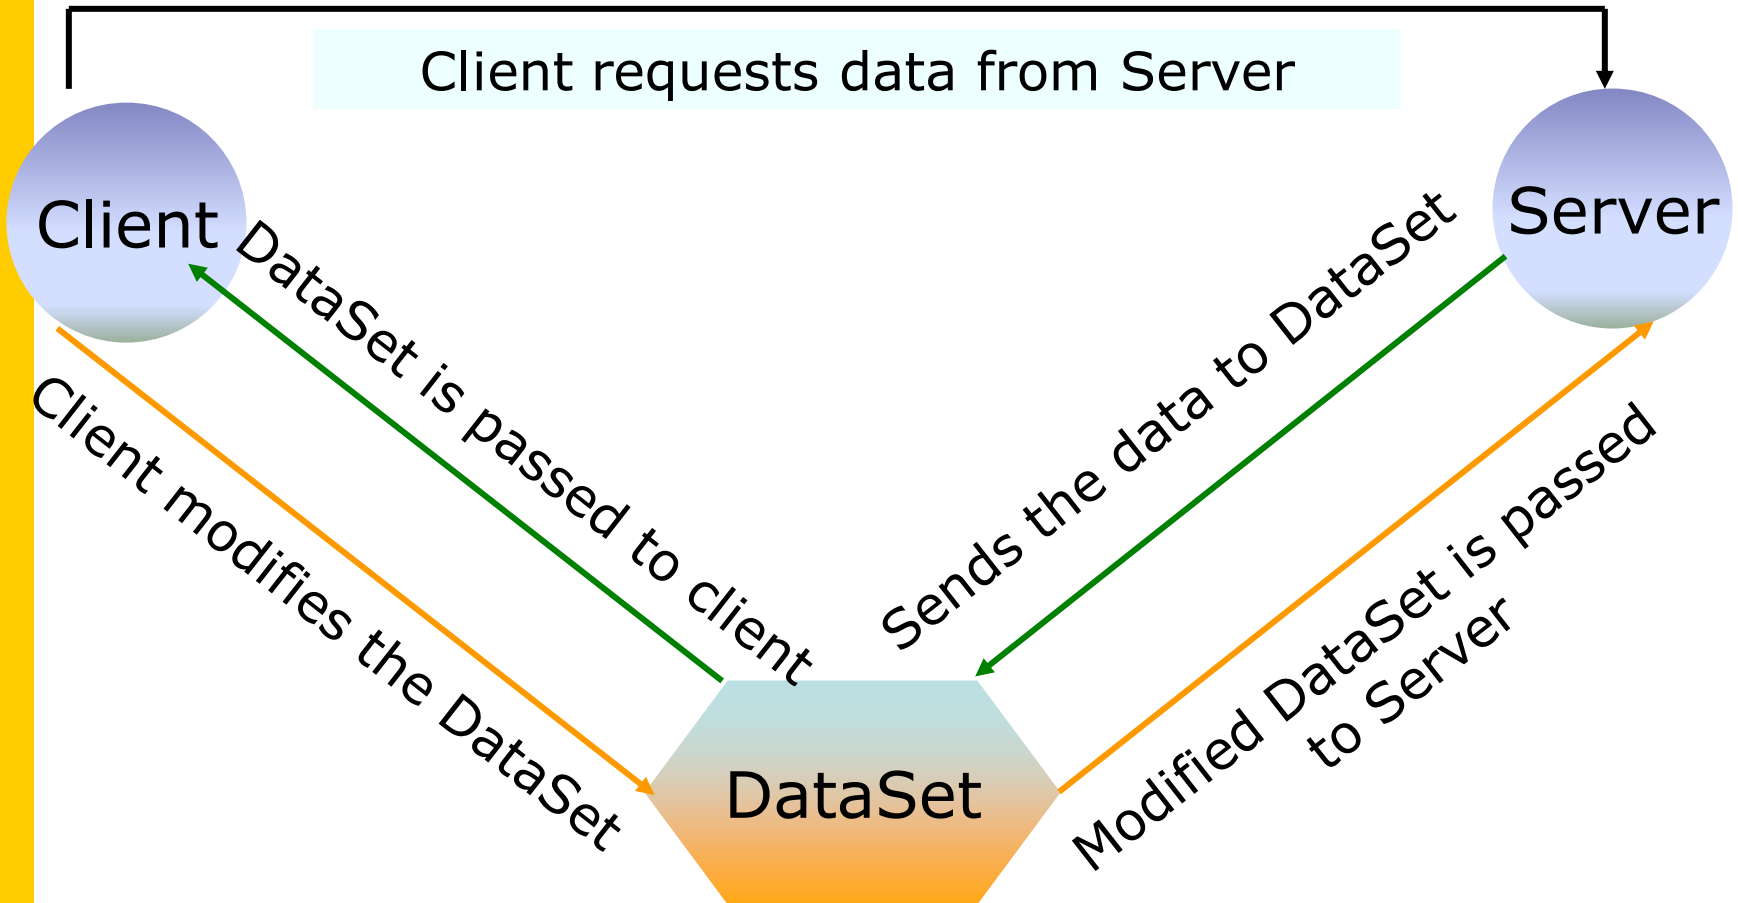 Client requests data from Server
Client
Server
DataSet is passed to client
Sends the data to DataSet
Client modifies the DataSet
Modified DataSet is passed
to Server
DataSet